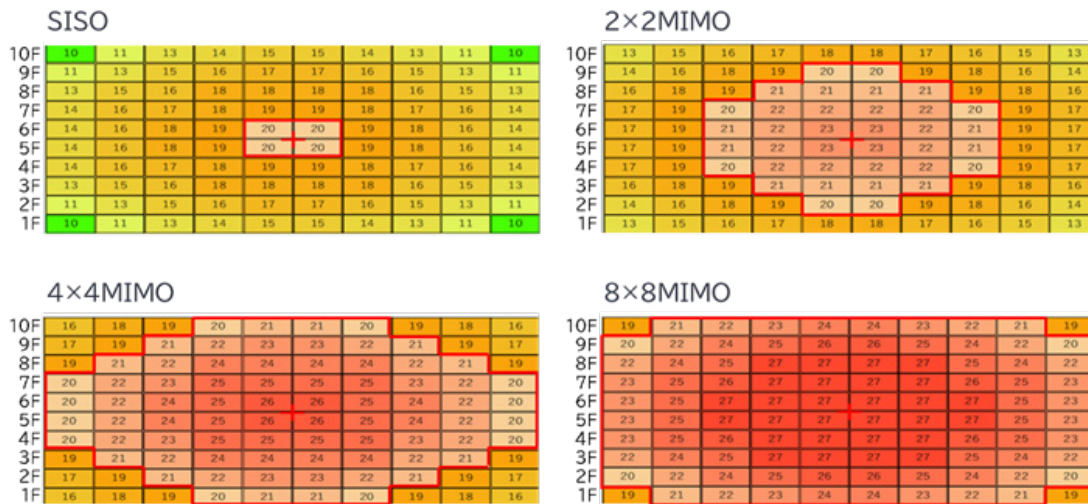 SISO
10F 10 11 13 14 15 15 14 13 11 10
9F 11 13 15 16 17 17 16 15 13 11
8F 13 15 16 18 18 18 18 16 15 13
7F 14 16 17 18 19 19 18 17 16 14
6F 14 16 18 19 20 20 19 18 16 14
5F 14 16 18 19 20 20 19 18 16 14
4F 14 16 17 18 19 19 18 17 16 14
3F 13 15 16 18 18 18 18 16 15 13
2F 11 13 15 16 17 17 16 15 13 11
1F 10 11 13 14 15 15 14 13 11 10
2×2MIMO
10F 13 15 16 17 18 18 17 16 15 13
9F 14 16 18 19 20 20 19 18 16 14
8F 16 18 19 21 21 21 21 19 18 16
7F 17 19 20 22 22 22 22 20 19 17
6F 17 19 21 22 23 23 22 21 19 17
5F 17 19 21 22 23 23 22 21 19 17
4F 17 19 20 22 22 22 22 20 19 17
3F 16 18 19 21 21 21 21 19 18 16
2F 14 16 18 19 20 20 19 18 16 14
1F 13 15 16 17 18 18 17 16 15 13
4×4MIMO
10F 16 18 19 20 21 21 20 19 18 16
9F 17 19 21 22 23 23 22 21 19 17
8F 19 21 22 24 24 24 24 22 21 19
7F 20 22 23 25 25 25 25 23 22 20
6F 20 22 24 25 26 26 25 24 22 20
5F 20 22 24 25 26 26 25 24 22 20
4F 20 22 23 25 25 25 25 23 22 20
3F 19 21 22 24 24 24 24 22 21 19
2F 17 19 21 22 23 23 22 21 19 17
1F 16 18 19 20 21 21 20 19 18 16
8×8MIMO
10F 19 21 22 23 24 24 23 22 21 19
9F 20 22 24 25 26 26 25 24 22 20
8F 22 24 25 27 27 27 27 25 24 22
7F 23 25 26 27 27 27 27 26 25 23
6F 23 25 27 27 27 27 27 27 25 23
5F 23 25 27 27 27 27 27 27 25 23
4F 23 25 26 27 27 27 27 26 25 23
3F 22 24 25 27 27 27 27 25 24 22
2F 20 22 24 25 26 26 25 24 22 20
1F 19 21 22 23 24 24 23 22 21 19